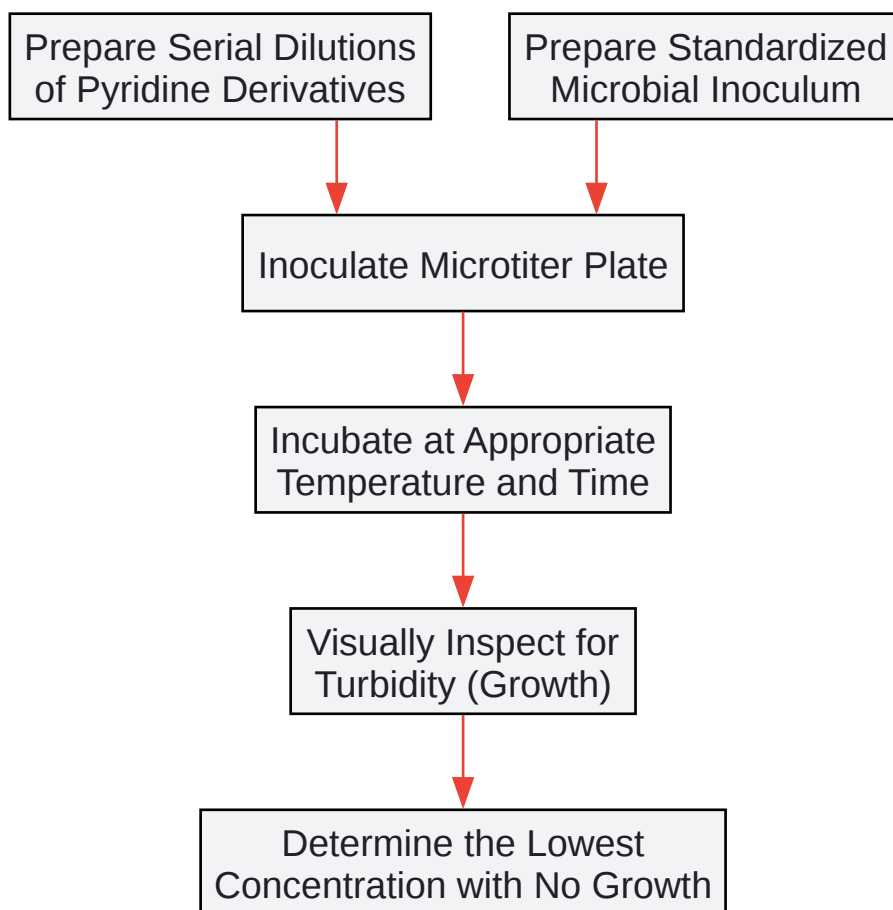 Prepare Serial Dilutions
of Pyridine Derivatives
Prepare Standardized
Microbial Inoculum
Inoculate Microtiter Plate
Incubate at Appropriate
Temperature and Time
Visually Inspect for
Turbidity (Growth)
Determine the Lowest
Concentration with No Growth